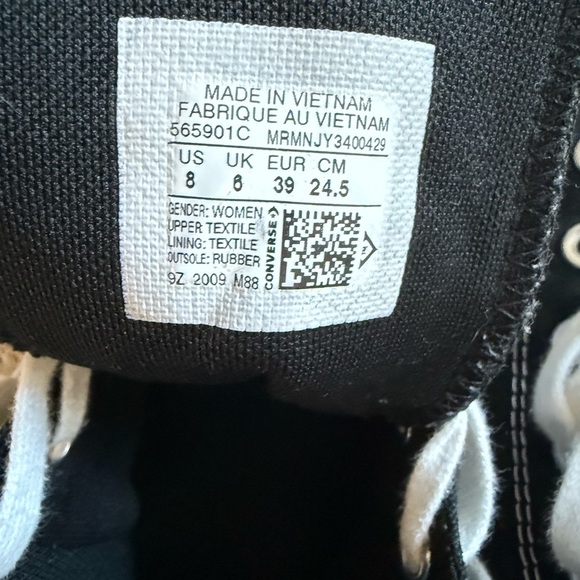 MADE IN VIETNAM
FABRIQUE AU VIETNAM
565901C MRMNJY3400429
US UK EUR CM
8 6 39 24.5
GENDER: WOMEN
UPPER TEXTILE
LINING: TEXTILE
OUTSOLE: RUBBER
9Z 2009 M88
CONVERSE